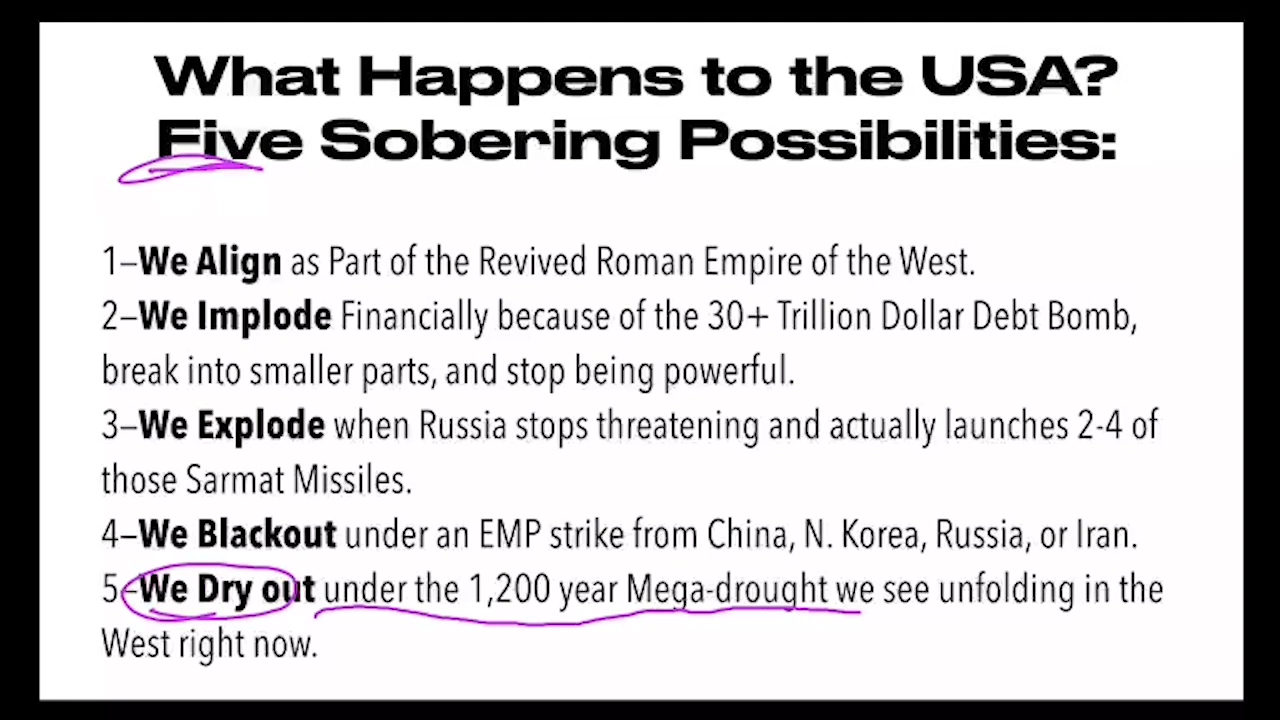 What Happens to the USA?
Five Sobering Possibilities:
1–We Align as Part of the Revived Roman Empire of the West.
2–We Implode Financially because of the 30+ Trillion Dollar Debt Bomb,
break into smaller parts, and stop being powerful.
3–We Explode when Russia stops threatening and actually launches 2-4 of
those Sarmat Missiles.
4–We Blackout under an EMP strike from China, N. Korea, Russia, or Iran.
5–We Dry out under the 1,200 year Mega-drought we see unfolding in the
West right now.